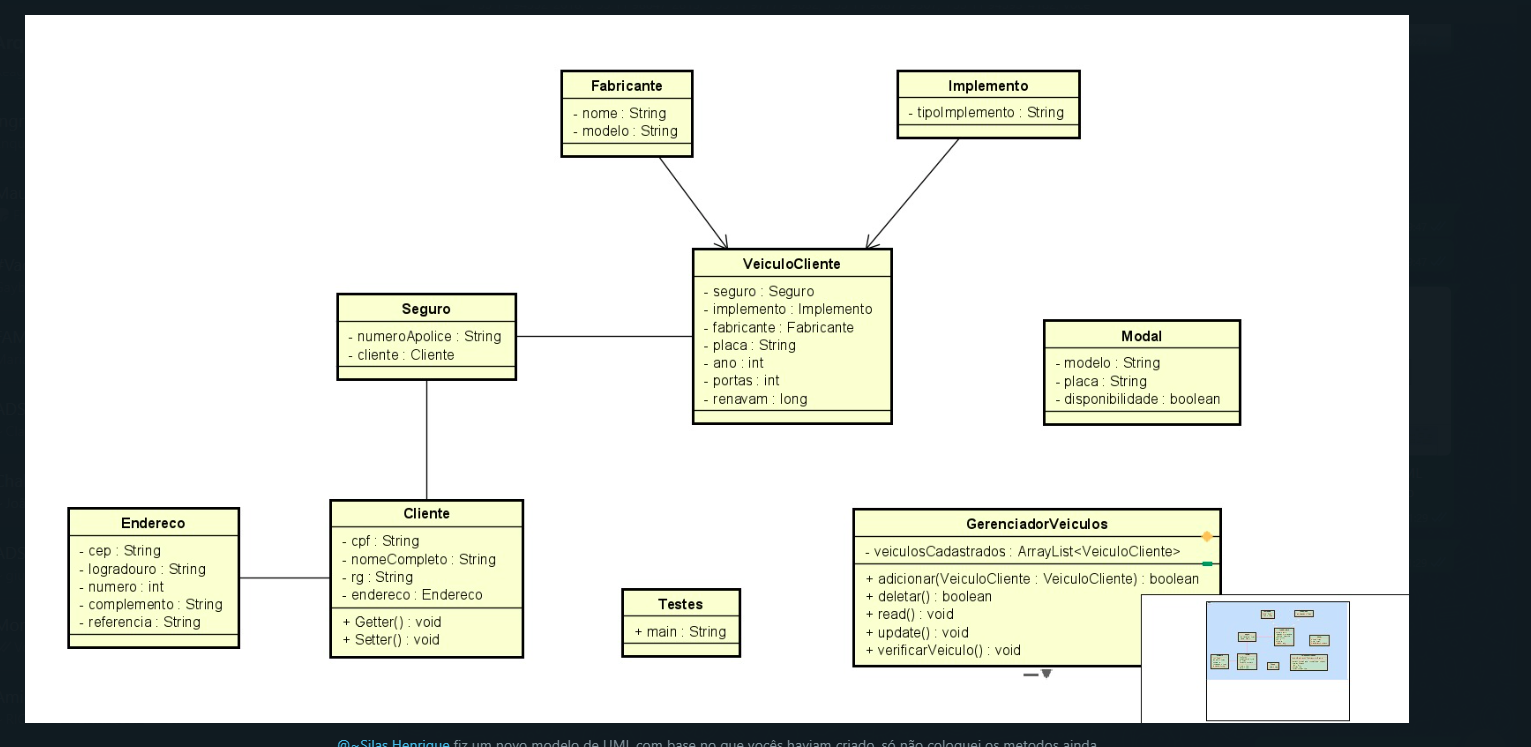 Fabricante
- nome : String
- modelo : String
Implemento
- tipoImplemento : String
VeiculoCliente
- seguro : Seguro
- implemento : Implemento
- fabricante : Fabricante
- placa : String
- ano : int
- portas : int
- renavam : long
Seguro
- numeroApolice : String
- cliente : Cliente
Modal
- modelo : String
- placa : String
- disponibilidade : boolean
Endereco
- cep : String
- logradouro : String
- numero : int
- complemento : String
- referencia : String
Cliente
- cpf : String
- nomeCompleto : String
- rg : String
- endereco : Endereco
+ Getter() : void
+ Setter() : void
Testes
+ main : String
GerenciadorVeiculos
- veiculosCadastrados : ArrayList<VeiculoCliente>
+ adicionar(VeiculoCliente : VeiculoCliente) : boolean
+ deletar() : boolean
+ read() : void
+ update() : void
+ verificarVeiculo() : void
@~Silas Henrique fiz um novo modelo de UML com base no que vocês haviam criado, só não coloquei os metodos ainda